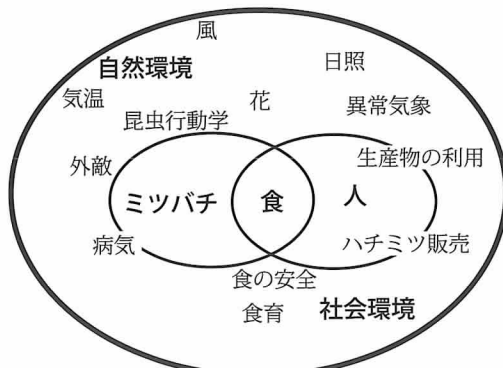 風
自然環境
日照
気温
花
異常気象
昆虫行動学
生産物の利用
外敵
ミツバチ
食
人
病気
ハチミツ販売
食の安全
食育
社会環境